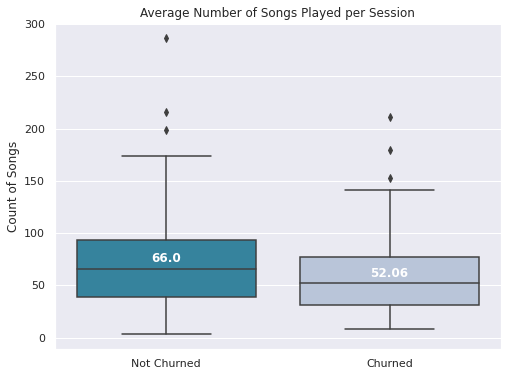 Average Number of Songs Played per Session
Count of Songs
300
250
200
150
100
50
0
66.0
52.06
Not Churned
Churned